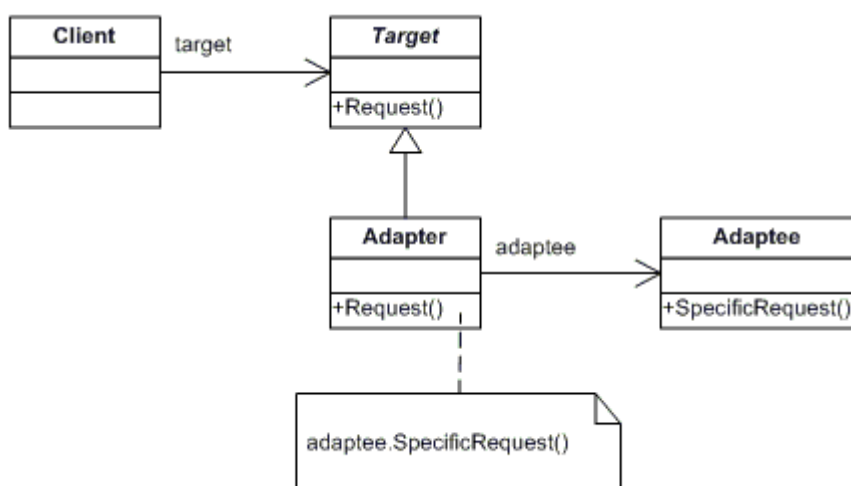 Client
target
Target
+Request()
Adapter
adaptee
Adaptee
+Request()
+SpecificRequest()
adaptee.SpecificRequest()